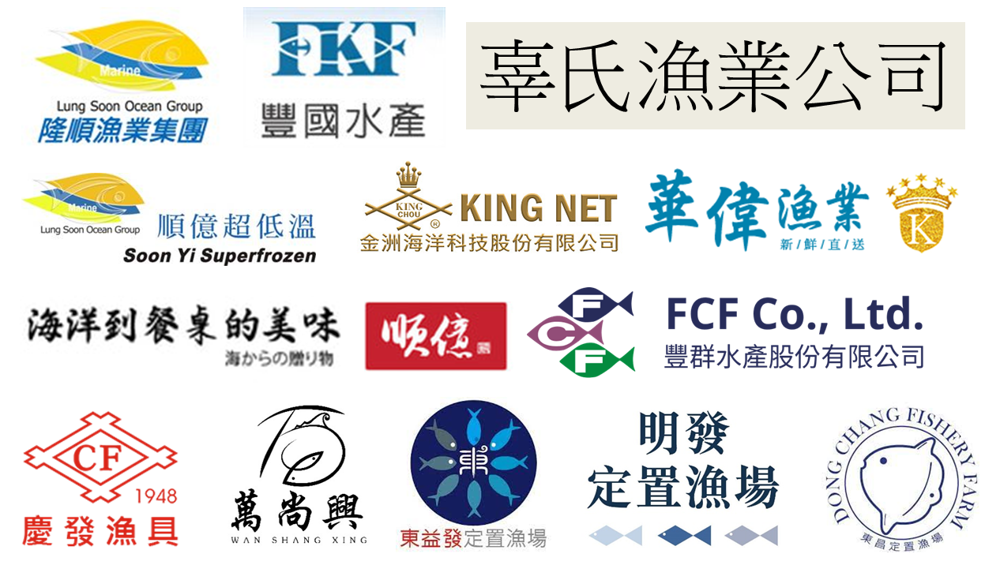 Marine
Lung Soon Ocean Group
隆順漁業集團
FKF
豐國水產
辜氏漁業公司
Marine
Lung Soon Ocean Group
順億超低溫
Soon Yi Superfrozen
KING
CHOU
®
KING NET
金洲海洋科技股份有限公司
華偉漁業
新/鮮/直/送
K
海洋到餐桌的美味
海からの贈り物
順億
F
C
F
FCF Co., Ltd.
豐群水產股份有限公司
CF
1948
慶發漁具
萬尚興
WAN SHANG XING
東
東益發定置漁場
明發
定置漁場
DONG CHANG FISHERY FARM
東昌定置漁場